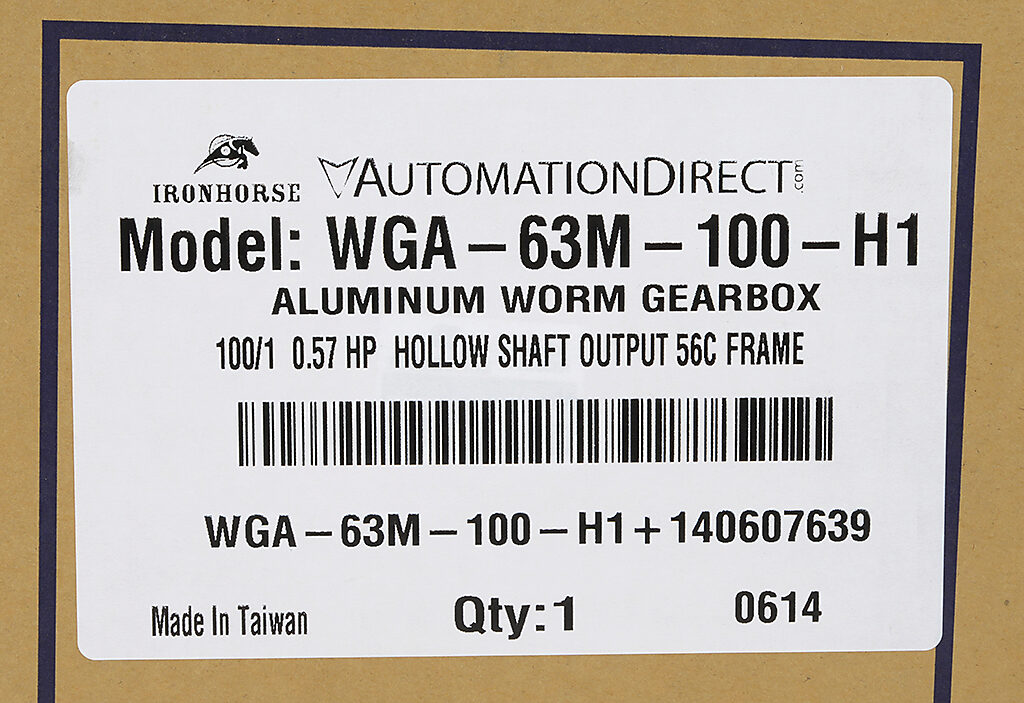 IRONHORSE AUTOMATIONDIRECT.com
Model: WGA-63M-100-H1
ALUMINUM WORM GEARBOX
100/1 0.57 HP HOLLOW SHAFT OUTPUT 56C FRAME
WGA-63M-100-H1+140607639
Made In Taiwan Qty:1 0614